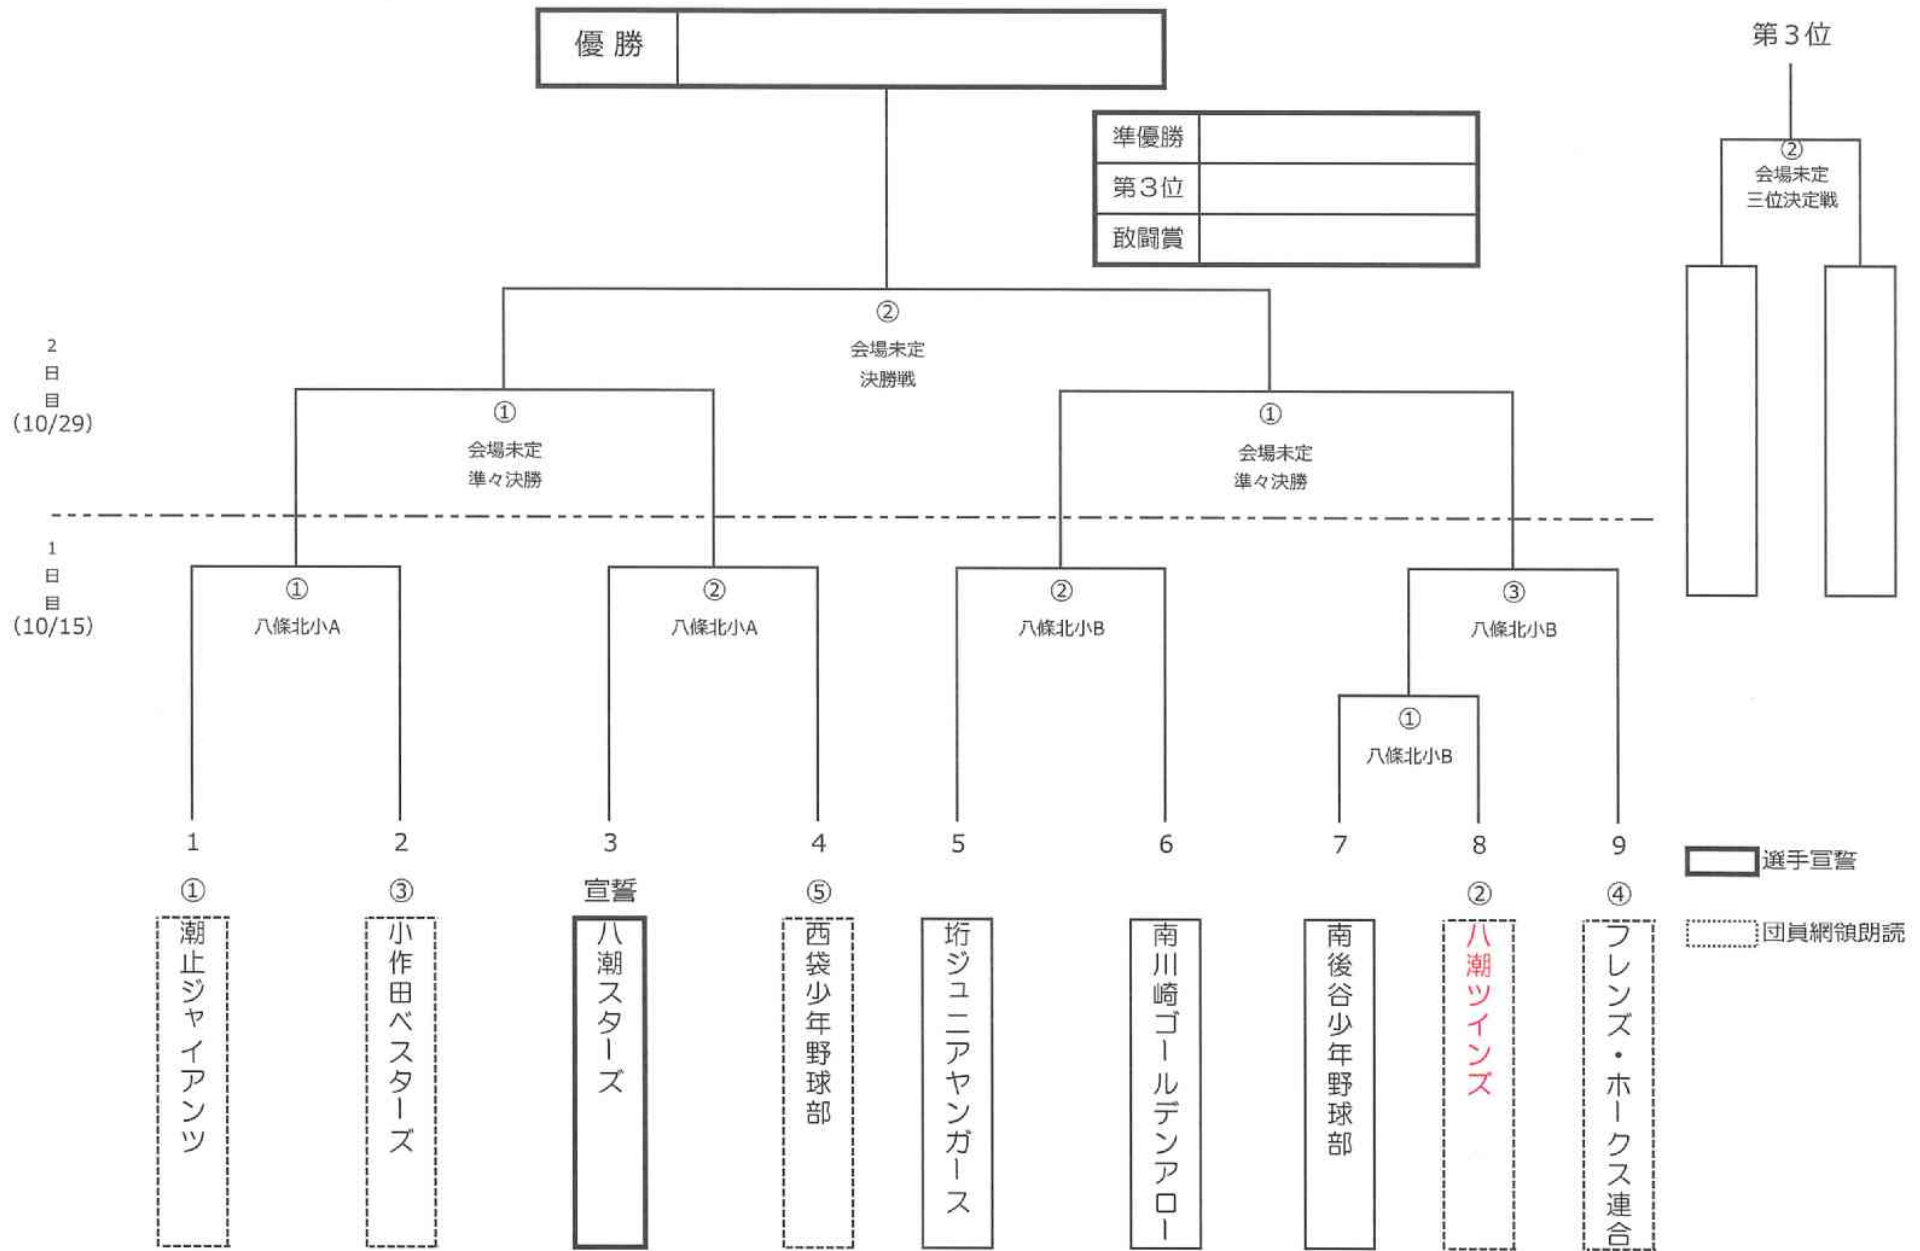 優勝
第３位
準優勝
第３位
敢闘賞
②
会場未定
三位決定戦
②
会場未定
決勝戦
2日目
(10/29)
①
会場未定
準々決勝
①
会場未定
準々決勝
1日目
(10/15)
①
八條北小A
②
八條北小A
②
八條北小B
③
八條北小B
①
八條北小B
1
2
3
4
5
6
7
8
9
①
③
宣誓
⑤
②
④
潮止ジャイアンツ
小作田ベスターズ
八潮スターズ
西袋少年野球部
垳ジュニアヤンガース
南川崎ゴールデンアロー
南後谷少年野球部
八潮ツインズ
フレンズ・ホークス連合
選手宣誓
団員綱領朗読